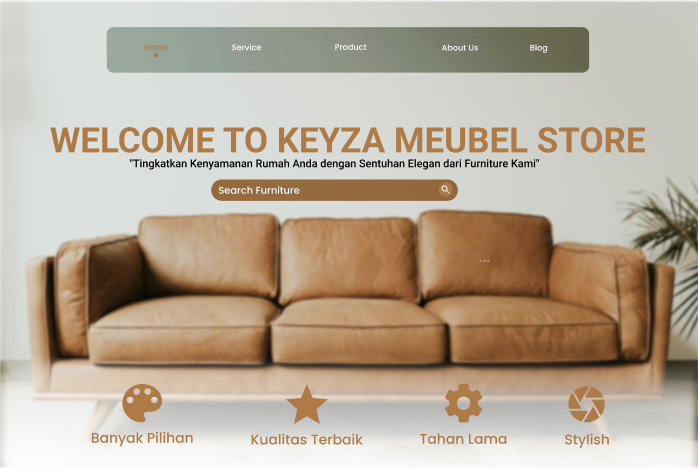 Home Service Product About Us Blog
WELCOME TO KEYZA MEUBEL STORE
"Tingkatkan Kenyamanan Rumah Anda dengan Sentuhan Elegan dari Furniture Kami"
Search Furniture
...
Banyak Pilihan Kualitas Terbaik Tahan Lama Stylish